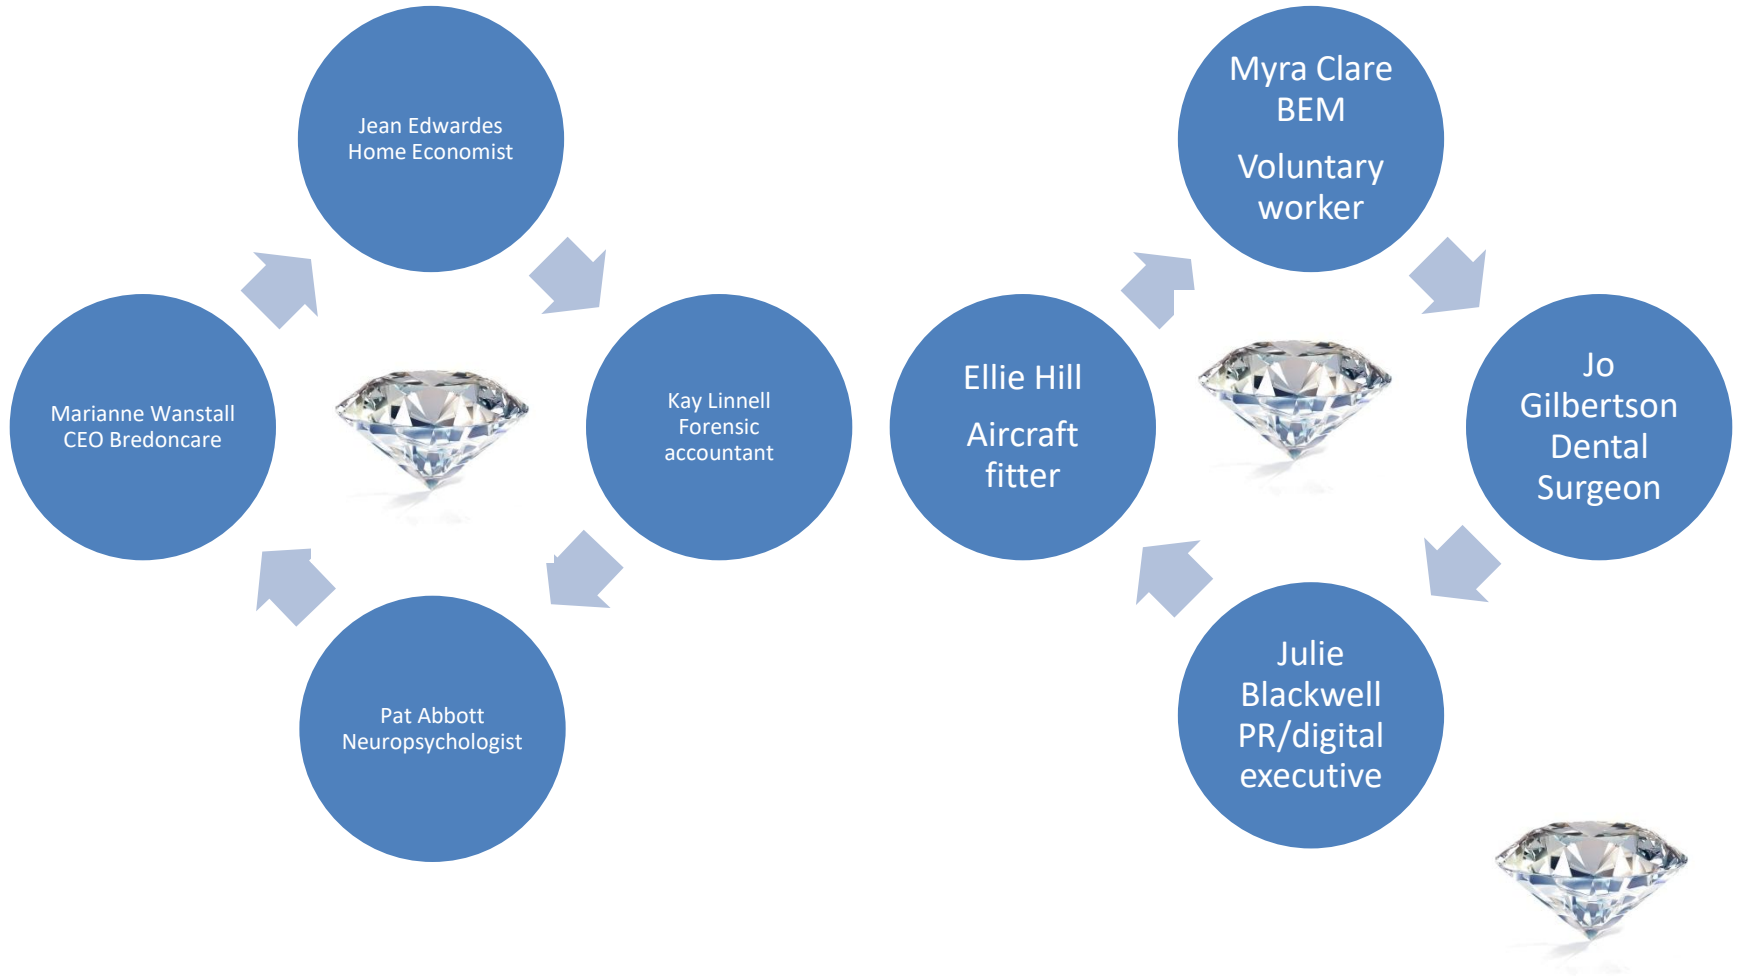 Jean Edwardes
Home Economist
Kay Linnell
Forensic
accountant
Pat Abbott
Neuropsychologist
Marianne Wanstall
CEO Bredoncare
Myra Clare
BEM
Voluntary
worker
Jo
Gilbertson
Dental
Surgeon
Julie
Blackwell
PR/digital
executive
Ellie Hill
Aircraft
fitter